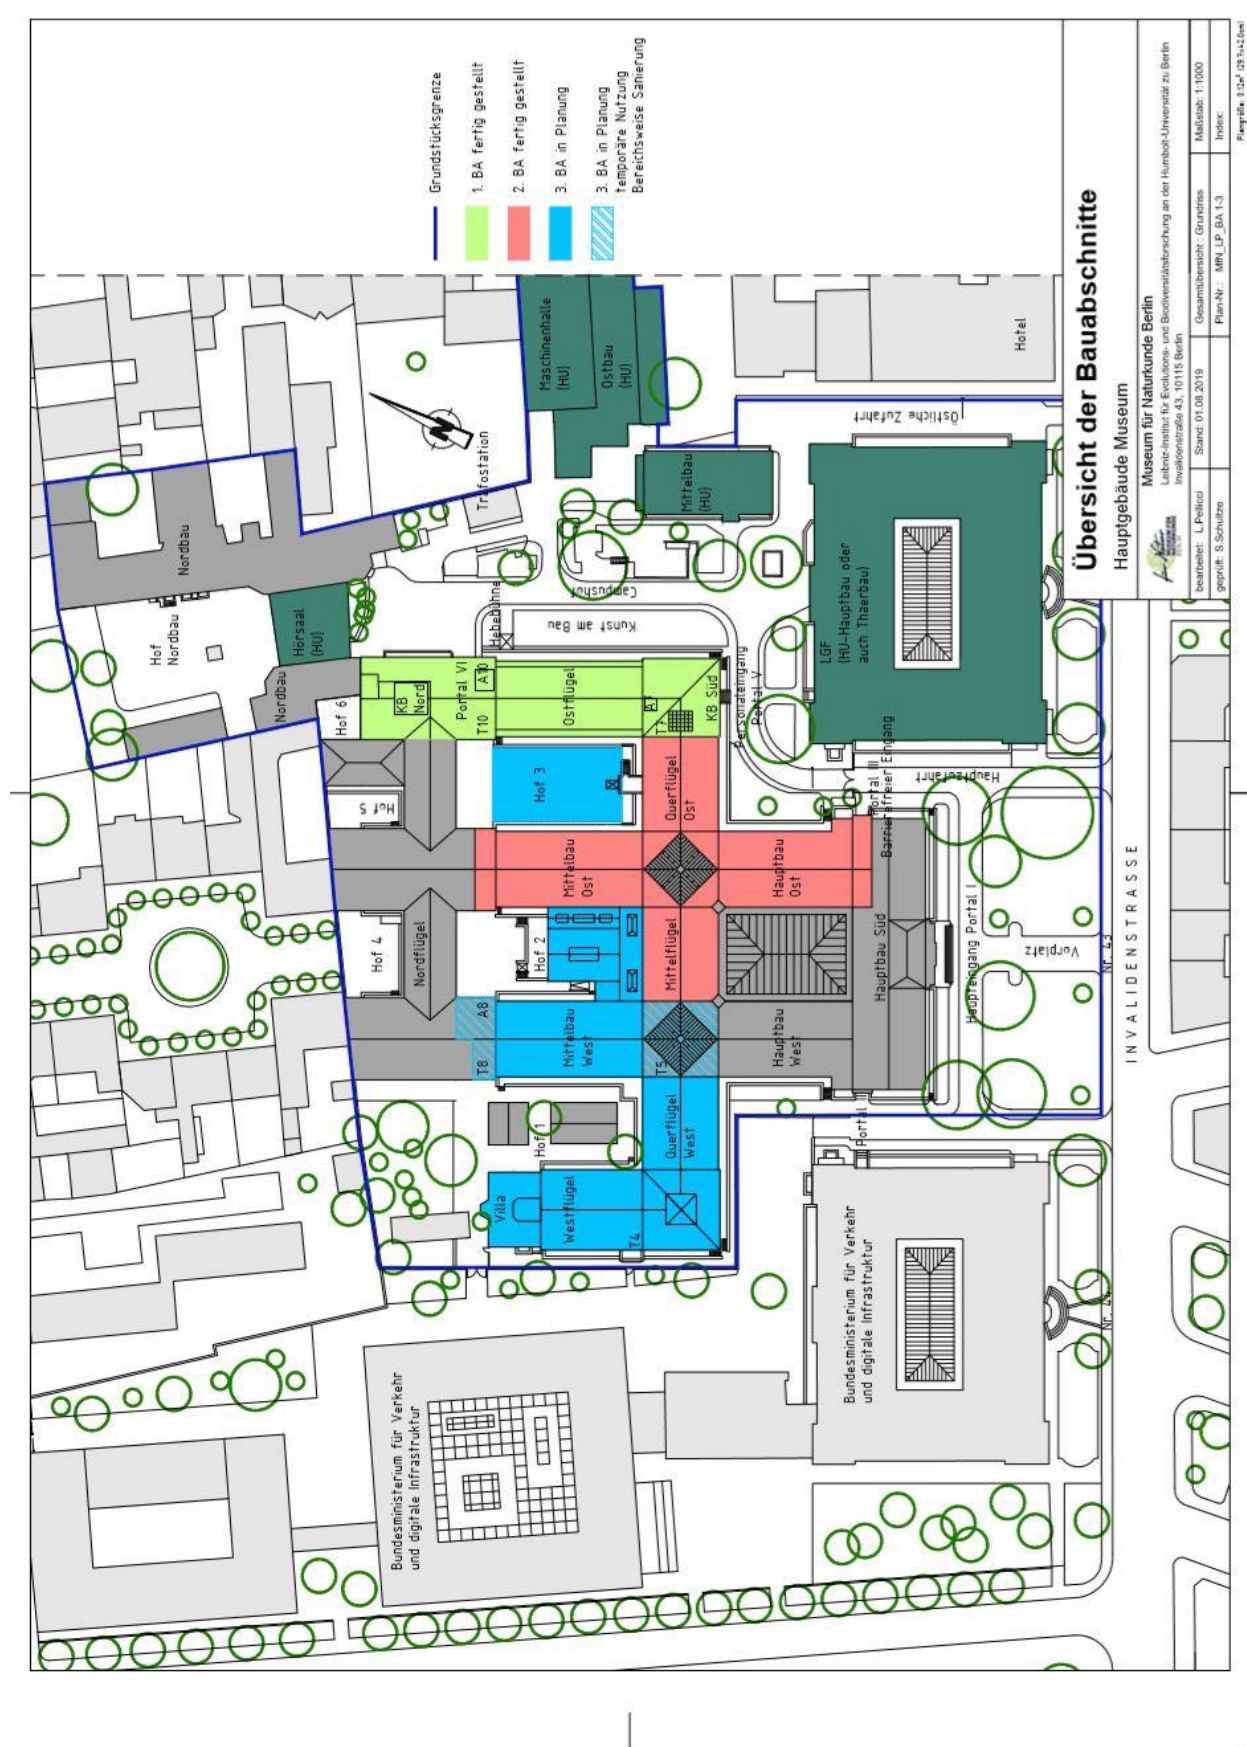 Grundstücksgrenze
1. BA fertig gestellt
2. BA fertig gestellt
3. BA in Planung
3. BA in Planung
temporäre Nutzung
Bereichsweise Sanierung
Maschinenhalle
(HU)
Ostbau
(HU)
Hotel
Östliche Zufahrt
Trafostation
Mittelbau
(HU)
Nordbau
Hof
Nordbau
Hörsaal
(HU)
Nordbau
Hebebühne
Campushof
Kunst am Bau
LGF
(HU-Hauptbau oder
auch Thaerbau)
Hof 6
KB
Nord
Portal VI
A10
T10
Ostflügel
T7
KB Süd
Personaleingang
Portal V
Hof 5
Hof 3
Querflügel
Ost
Portal III
Barrierefreier Eingang
Hauptzufahrt
Mittelbau
Ost
Hauptbau
Ost
Hof 4
Nordflügel
Hof 2
Mittelflügel
Hauptbau Süd
Haupteingang Portal I
Vorplatz
Nr. 43
INVALIDENSTRASSE
A8
T8
Mittelbau
West
T5
Hauptbau
West
Hof 1
Querflügel
West
Portal II
Villa
Westflügel
T4
Bundesministerium für Verkehr
und digitale Infrastruktur
Nr. 44
Bundesministerium für Verkehr
und digitale Infrastruktur
Übersicht der Bauabschnitte
Hauptgebäude Museum
Museum für Naturkunde Berlin
Leibniz-Institut für Evolutions- und Biodiversitätsforschung an der Humbolt-Universität zu Berlin
Invalidenstraße 43, 10115 Berlin
bearbeitet: L.Pellicci
Stand: 01.08.2019
Gesamtübersicht : Grundriss
Maßstab: 1:1000
geprüft: S.Schultze
Plan-Nr.: MfN_LP_BA 1-3
Index:
Plangröße: 0.12m² (29.7x42.0cm)